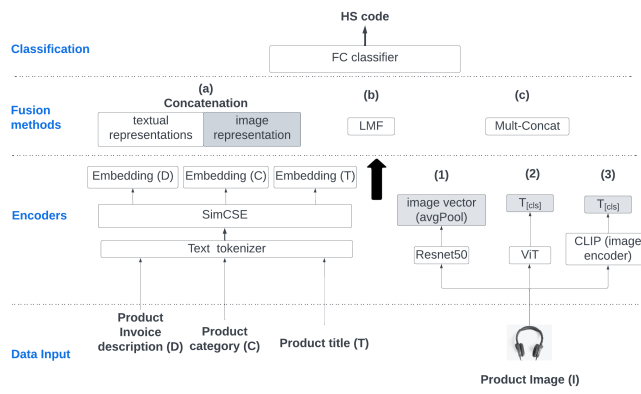 HS code
Classification
FC classifier
(a)
Concatenation
(b)
(c)
Fusion
methods
textual
representations
image
representation
LMF
Mult-Concat
Embedding (D)
Embedding (C)
Embedding (T)
(1)
(2)
(3)
image vector
(avgPool)
T[cls]
T[cls]
Encoders
SimCSE
Text tokenizer
Resnet50
ViT
CLIP (image
encoder)
Product
Invoice
description (D)
Product
category (C)
Product title (T)
Data Input
Product Image (I)